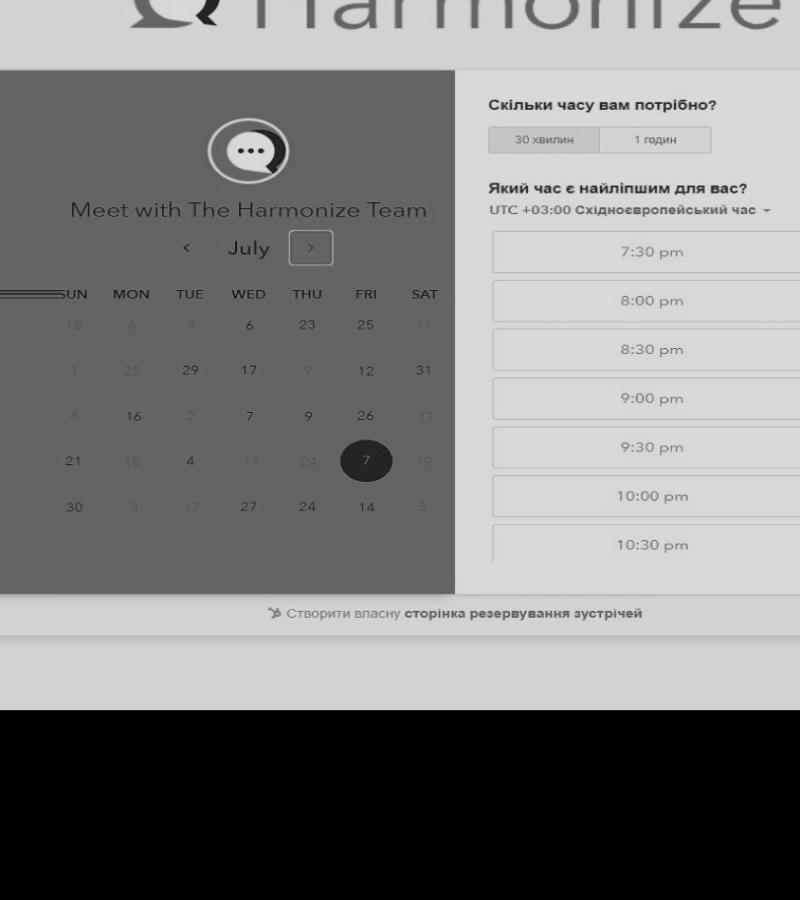 Harmonize
Meet with The Harmonize Team
< July >
SUN MON TUE WED THU FRI SAT
18 6 9 6 23 25 11
1 25 29 17 9 12 31
8 16 2 7 9 26 17
21 18 4 17 24 7 19
30 3 17 27 24 14 5
Скільки часу вам потрібно?
30 хвилин 1 годин
Який час є найліпшим для вас?
UTC +03:00 Східноєвропейський час
7:30 pm
8:00 pm
8:30 pm
9:00 pm
9:30 pm
10:00 pm
10:30 pm
Створити власну сторінка резервування зустрічей